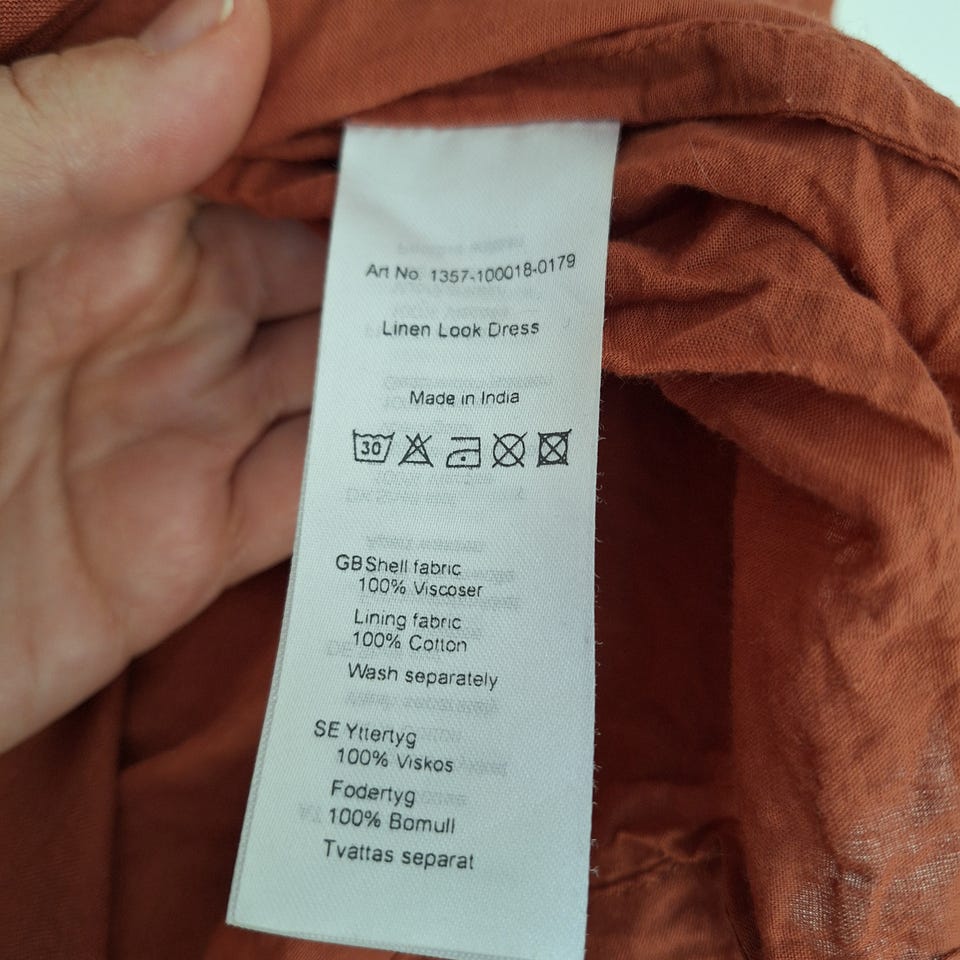 Art No. 1357-100018-0179
Linen Look Dress
Made in India
30
GB Shell fabric
100% Viscoser
Lining fabric
100% Cotton
Wash separately
SE Yttertyg
100% Viskos
Fodertyg
100% Bomull
Tvattas separat